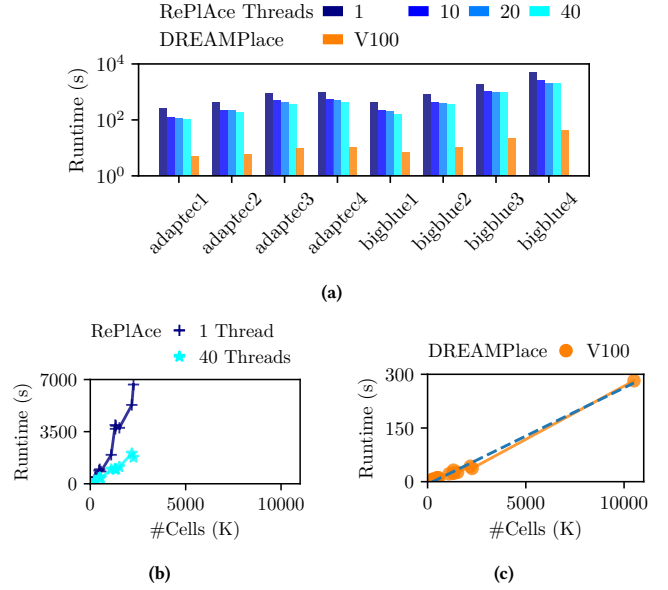 RePlAce Threads 1 10 20 40
DREAMPlace V100
Runtime (s)
10^4
10^2
10^0
adaptec1 adaptec2 adaptec3 adaptec4 bigblue1 bigblue2 bigblue3 bigblue4
(a)
RePlAce 1 Thread
40 Threads
Runtime (s)
7000
3500
0
0 5000 10000
#Cells (K)
(b)
DREAMPlace V100
Runtime (s)
300
150
0
0 5000 10000
#Cells (K)
(c)